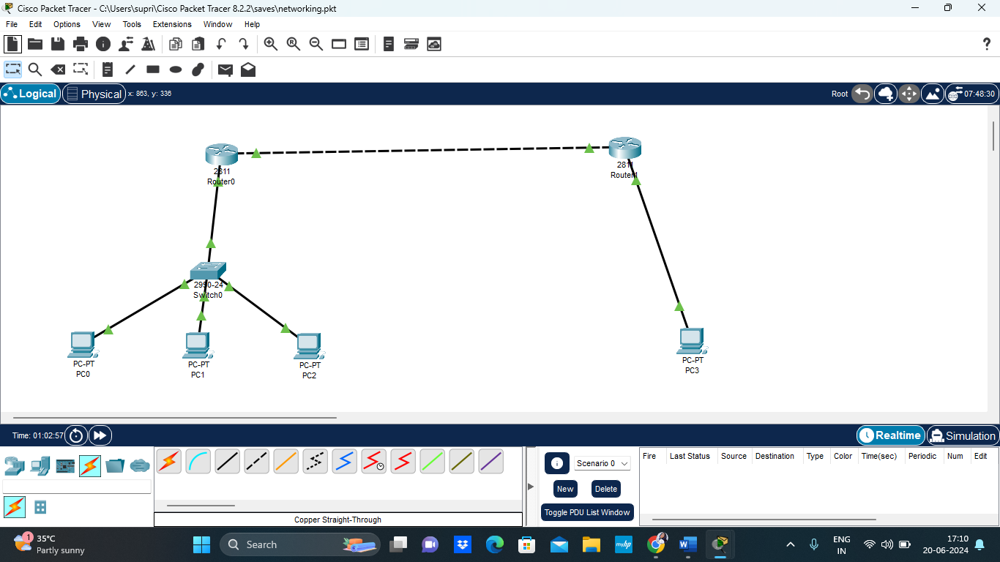 Cisco Packet Tracer - C:\Users\supri\Cisco Packet Tracer 8.2.2\saves\networking.pkt
File Edit Options View Tools Extensions Window Help
Logical Physical x: 863, y: 336 Root 07:48:30
2811
Router0
2811
Router1
2950-24
Switch0
PC-PT
PC0
PC-PT
PC1
PC-PT
PC2
PC-PT
PC3
Time: 01:02:57 Realtime Simulation
Scenario 0
New Delete
Toggle PDU List Window
Fire Last Status Source Destination Type Color Time(sec) Periodic Num Edit
Copper Straight-Through
1
35°C
Partly sunny
Search
myhp
ENG
IN
17:10
20-06-2024